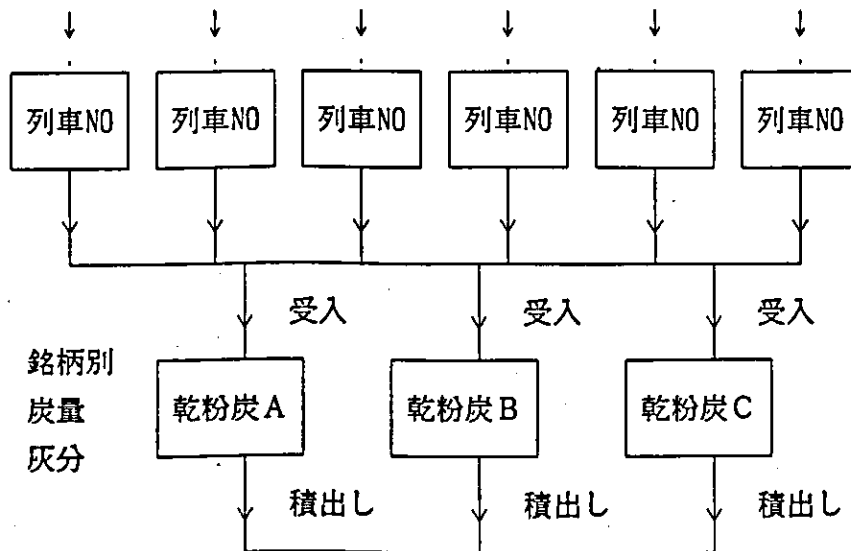 列車NO 列車NO 列車NO 列車NO 列車NO 列車NO
受入 受入 受入
銘柄別
炭量
灰分
乾粉炭A 乾粉炭B 乾粉炭C
積出し 積出し 積出し